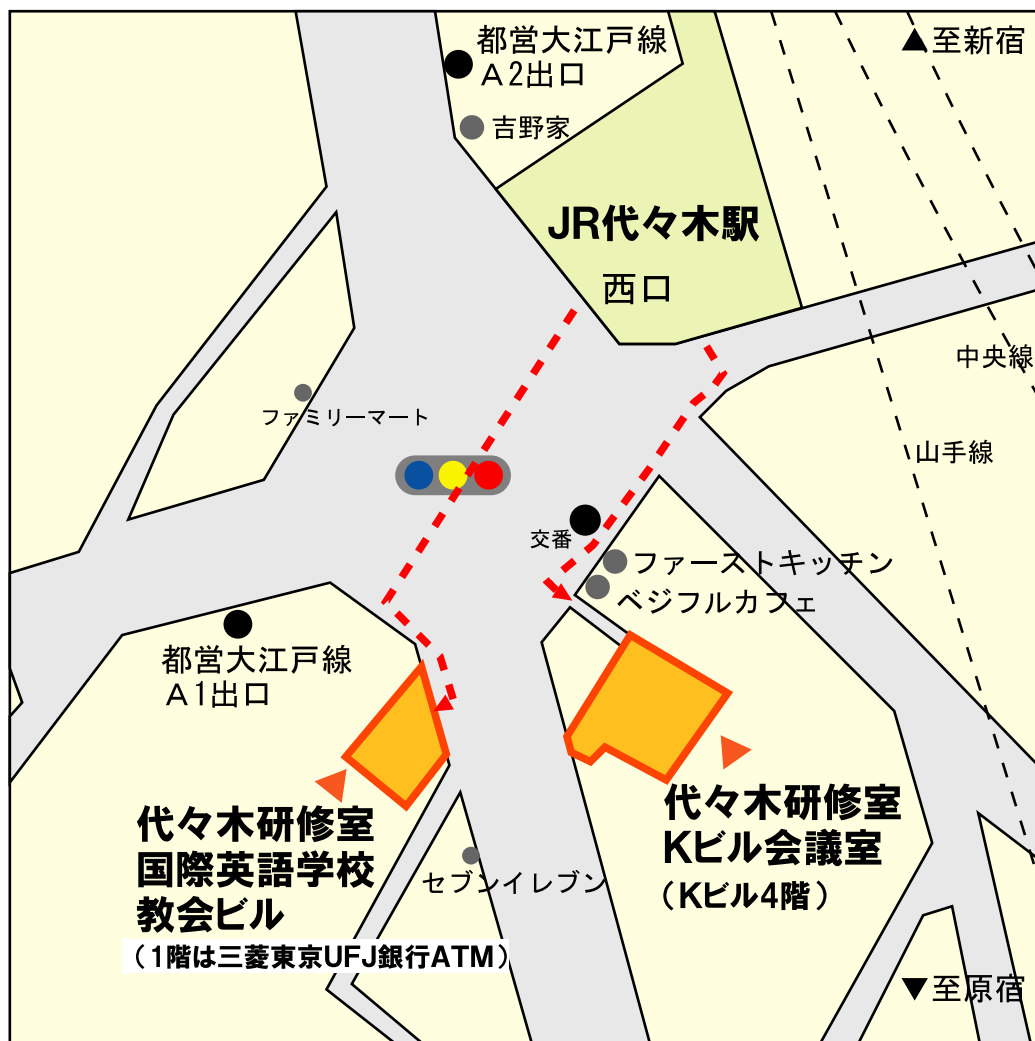 都営大江戸線
A2出口
▲至新宿
吉野家
JR代々木駅
西口
中央線
ファミリーマート
山手線
交番
ファーストキッチン
ベジフルカフェ
都営大江戸線
A1出口
代々木研修室
Kビル会議室
(Kビル4階)
代々木研修室
国際英語学校
教会ビル
(1階は三菱東京UFJ銀行ATM)
セブンイレブン
▼至原宿